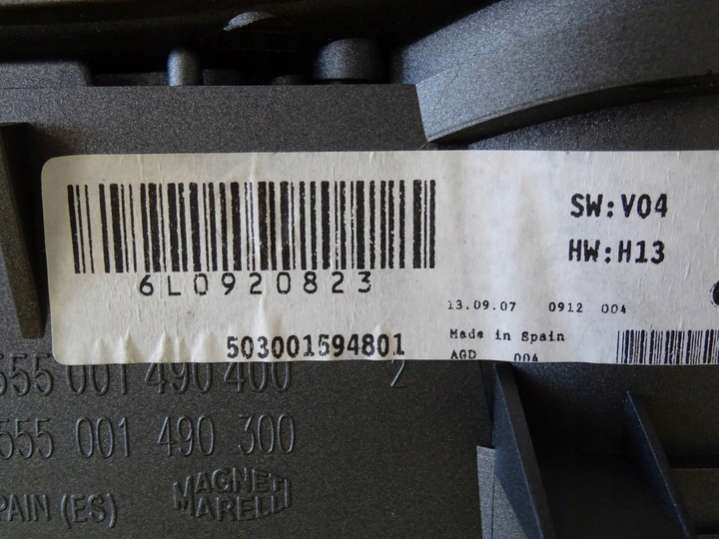 6L0920823
SW:V04
HW:H13
503001594801
13.09.07 0912 004
Made in Spain
AGD 004
555 001 490 400 2
555 001 490 300
PAIN (ES)
MAGNETI
MARELLI